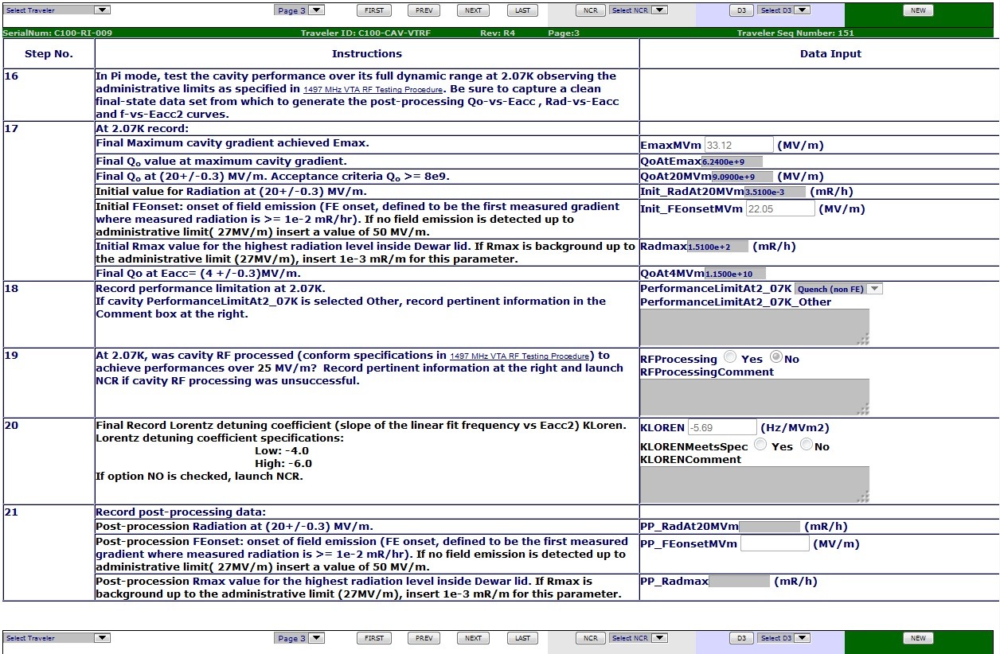 Select Traveler Page 3 FIRST PREV NEXT LAST NCR Select NCR D3 Select D3 NEW
SerialNum: C100-RI-009 Traveler ID: C100-CAV-VTRF Rev: R4 Page:3 Traveler Seq Number: 151
Step No. Instructions Data Input
16 In Pi mode, test the cavity performance over its full dynamic range at 2.07K observing the
administrative limits as specified in 1497 MHz VTA RF Testing Procedure. Be sure to capture a clean
final-state data set from which to generate the post-processing Qo-vs-Eacc , Rad-vs-Eacc
and f-vs-Eacc2 curves.
17 At 2.07K record:
Final Maximum cavity gradient achieved Emax. EmaxMVm 33.12 (MV/m)
Final Qo value at maximum cavity gradient. QoAtEmax 6.2400e+9
Final Qo at (20+/-0.3) MV/m. Acceptance criteria Qo >= 8e9. QoAt20MVm 9.0900e+9 (MV/m)
Initial value for Radiation at (20+/-0.3) MV/m. Init_RadAt20MVm 3.5100e-3 (mR/h)
Initial FEonset: onset of field emission (FE onset, defined to be the first measured gradient
where measured radiation is >= 1e-2 mR/hr). If no field emission is detected up to
administrative limit( 27MV/m) insert a value of 50 MV/m.
Init_FEonsetMVm 22.05 (MV/m)
Initial Rmax value for the highest radiation level inside Dewar lid. If Rmax is background up to
the administrative limit (27MV/m), insert 1e-3 mR/m for this parameter.
Radmax 1.5100e+2 (mR/h)
Final Qo at Eacc= (4 +/-0.3)MV/m. QoAt4MVm 1.1500e+10
18 Record performance limitation at 2.07K.
If cavity PerformanceLimitAt2_07K is selected Other, record pertinent information in the
Comment box at the right.
PerformanceLimitAt2_07K Quench (non FE)
PerformanceLimitAt2_07K_Other
19 At 2.07K, was cavity RF processed (conform specifications in 1497 MHz VTA RF Testing Procedure) to
achieve performances over 25 MV/m? Record pertinent information at the right and launch
NCR if cavity RF processing was unsuccessful.
RFProcessing Yes No
RFProcessingComment
20 Final Record Lorentz detuning coefficient (slope of the linear fit frequency vs Eacc2) KLoren.
Lorentz detuning coefficient specifications:
Low: -4.0
High: -6.0
If option NO is checked, launch NCR.
KLOREN -5.69 (Hz/MVm2)
KLORENMeetsSpec Yes No
KLORENComment
21 Record post-processing data:
Post-procession Radiation at (20+/-0.3) MV/m. PP_RadAt20MVm (mR/h)
Post-procession FEonset: onset of field emission (FE onset, defined to be the first measured
gradient where measured radiation is >= 1e-2 mR/hr). If no field emission is detected up to
administrative limit( 27MV/m) insert a value of 50 MV/m.
PP_FEonsetMVm (MV/m)
Post-procession Rmax value for the highest radiation level inside Dewar lid. If Rmax is
background up to the administrative limit (27MV/m), insert 1e-3 mR/m for this parameter.
PP_Radmax (mR/h)
Select Traveler Page 3 FIRST PREV NEXT LAST NCR Select NCR D3 Select D3 NEW